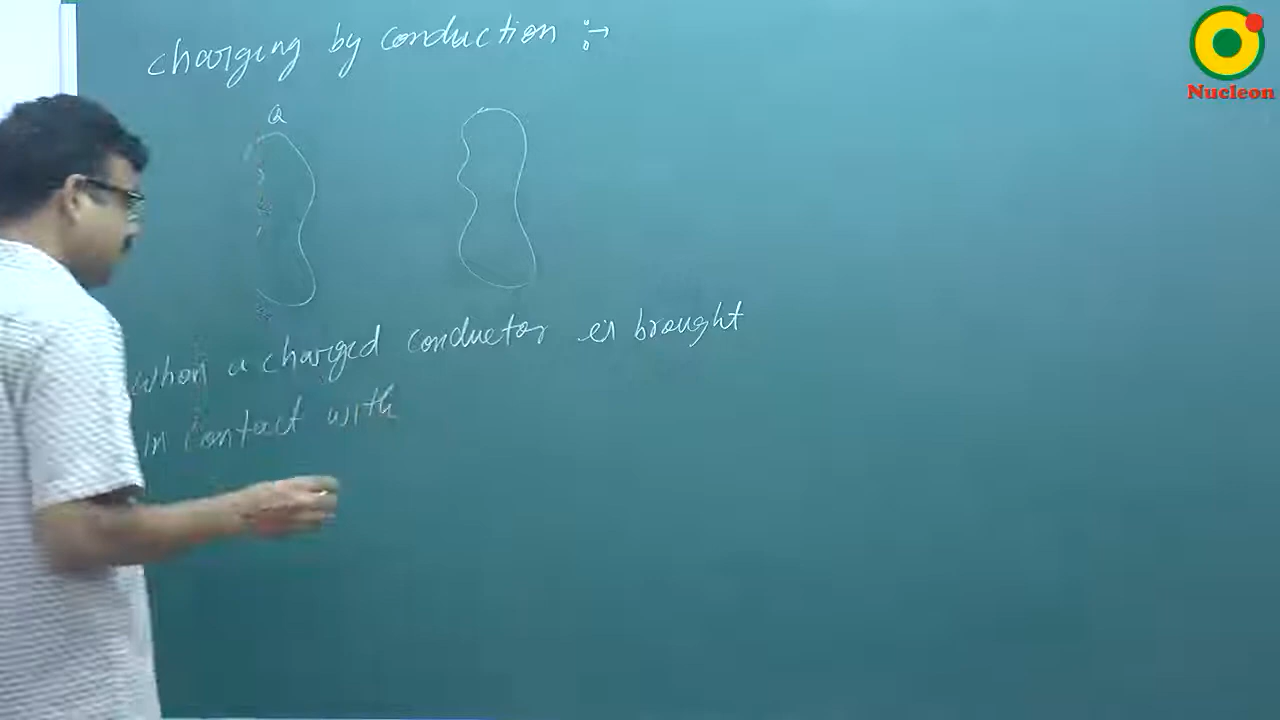 charging by conduction :→
Q
when a charged conductor is brought
in contact with
Nucleon